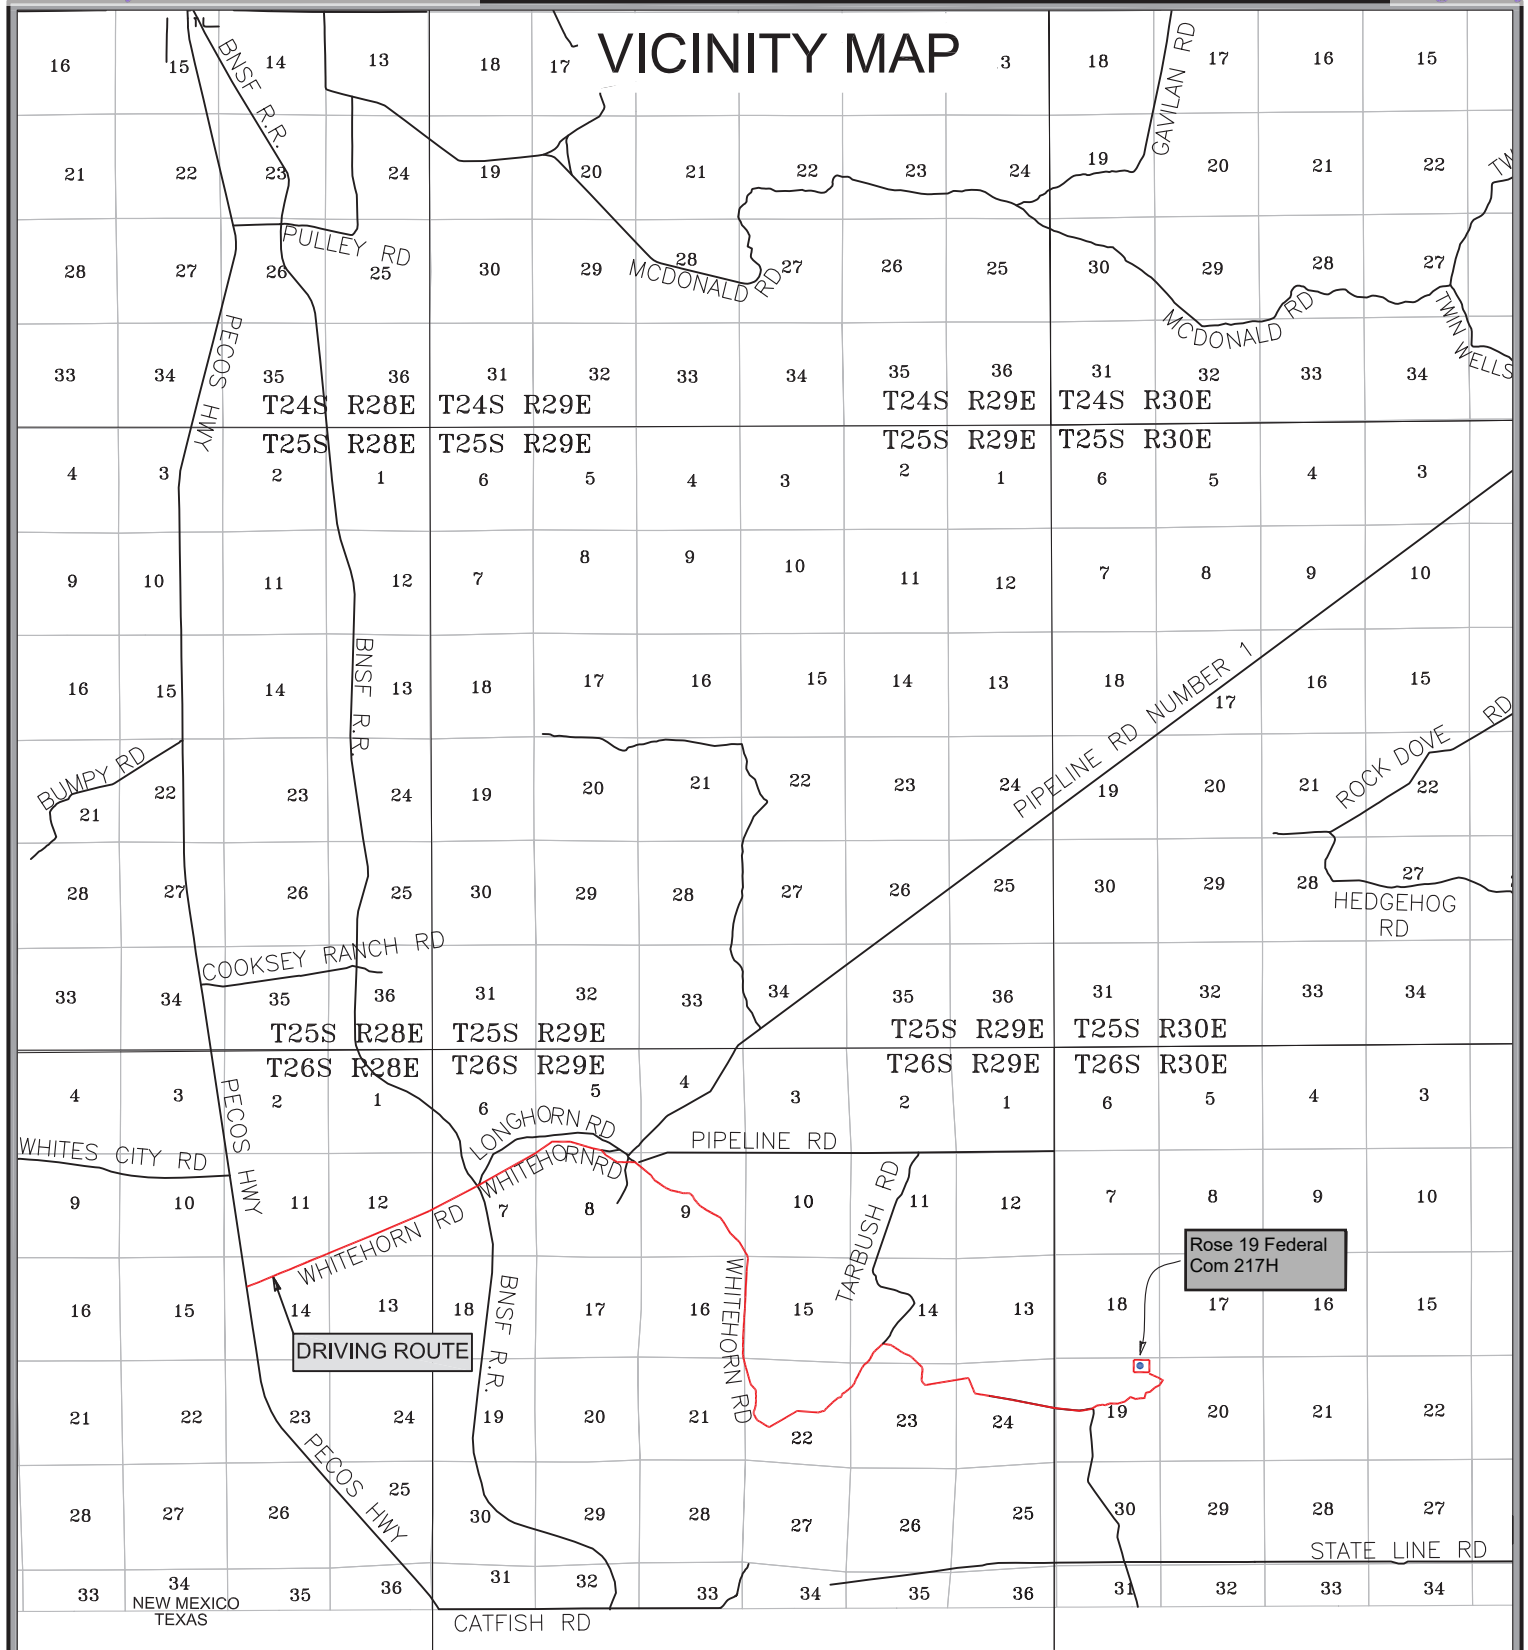 VICINITY MAP
16 15 14 13 18 17 3 18 17 16 15
BNSF R.R.
GAVILAN RD
21 22 23 24 19 20 21 22 23 24 19 20 21 22
PULLEY RD
28 27 26 25 30 29 28 27 26 25 30 29 28 27
MCDONALD RD
MCDONALD RD
TWIN WELLS
PECOS HWY
33 34 35 36 31 32 33 34 35 36 31 32 33 34
T24S R28E T24S R29E T24S R29E T24S R30E
T25S R28E T25S R29E T25S R29E T25S R30E
4 3 2 1 6 5 4 3 2 1 6 5 4 3
9 10 11 12 7 8 9 10 11 12 7 8 9 10
BNSF R.R.
PIPELINE RD NUMBER 1
16 15 14 13 18 17 16 15 14 13 18 17 16 15
BUMPY RD
ROCK DOVE RD
21 22 23 24 19 20 21 22 23 24 19 20 21 22
28 27 26 25 30 29 28 27 26 25 30 29 28 27
HEDGEHOG
RD
COOKSEY RANCH RD
33 34 35 36 31 32 33 34 35 36 31 32 33 34
T25S R28E T25S R29E T25S R29E T25S R30E
T26S R28E T26S R29E T26S R29E T26S R30E
4 3 2 1 6 5 4 3 2 1 6 5 4 3
PECOS HWY
LONGHORN RD
PIPELINE RD
WHITES CITY RD
WHITEHORN RD
TARBUSH RD
9 10 11 12 7 8 9 10 11 12 7 8 9 10
WHITEHORN RD
Rose 19 Federal
Com 217H
16 15 14 13 18 17 16 15 14 13 18 17 16 15
BNSF R.R.
WHITEHORN RD
DRIVING ROUTE
21 22 23 24 19 20 21 22 23 24 19 20 21 22
PECOS HWY
28 27 26 25 30 29 28 27 26 25 30 29 28 27
STATE LINE RD
33 34 35 36 31 32 33 34 35 36 31 32 33 34
NEW MEXICO
TEXAS
CATFISH RD